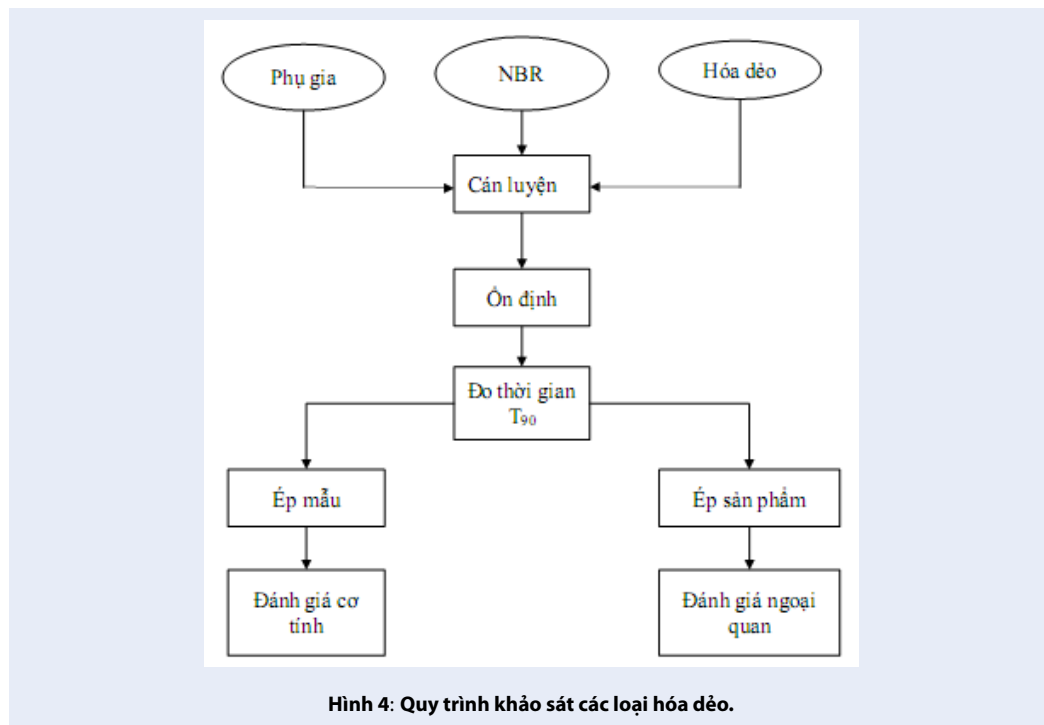 Phụ gia
NBR
Hóa dẻo
Cán luyện
Ổn định
Đo thời gian
T₉₀
Ép mẫu
Ép sản phẩm
Đánh giá cơ
tính
Đánh giá ngoại
quan
Hình 4: Quy trình khảo sát các loại hóa dẻo.